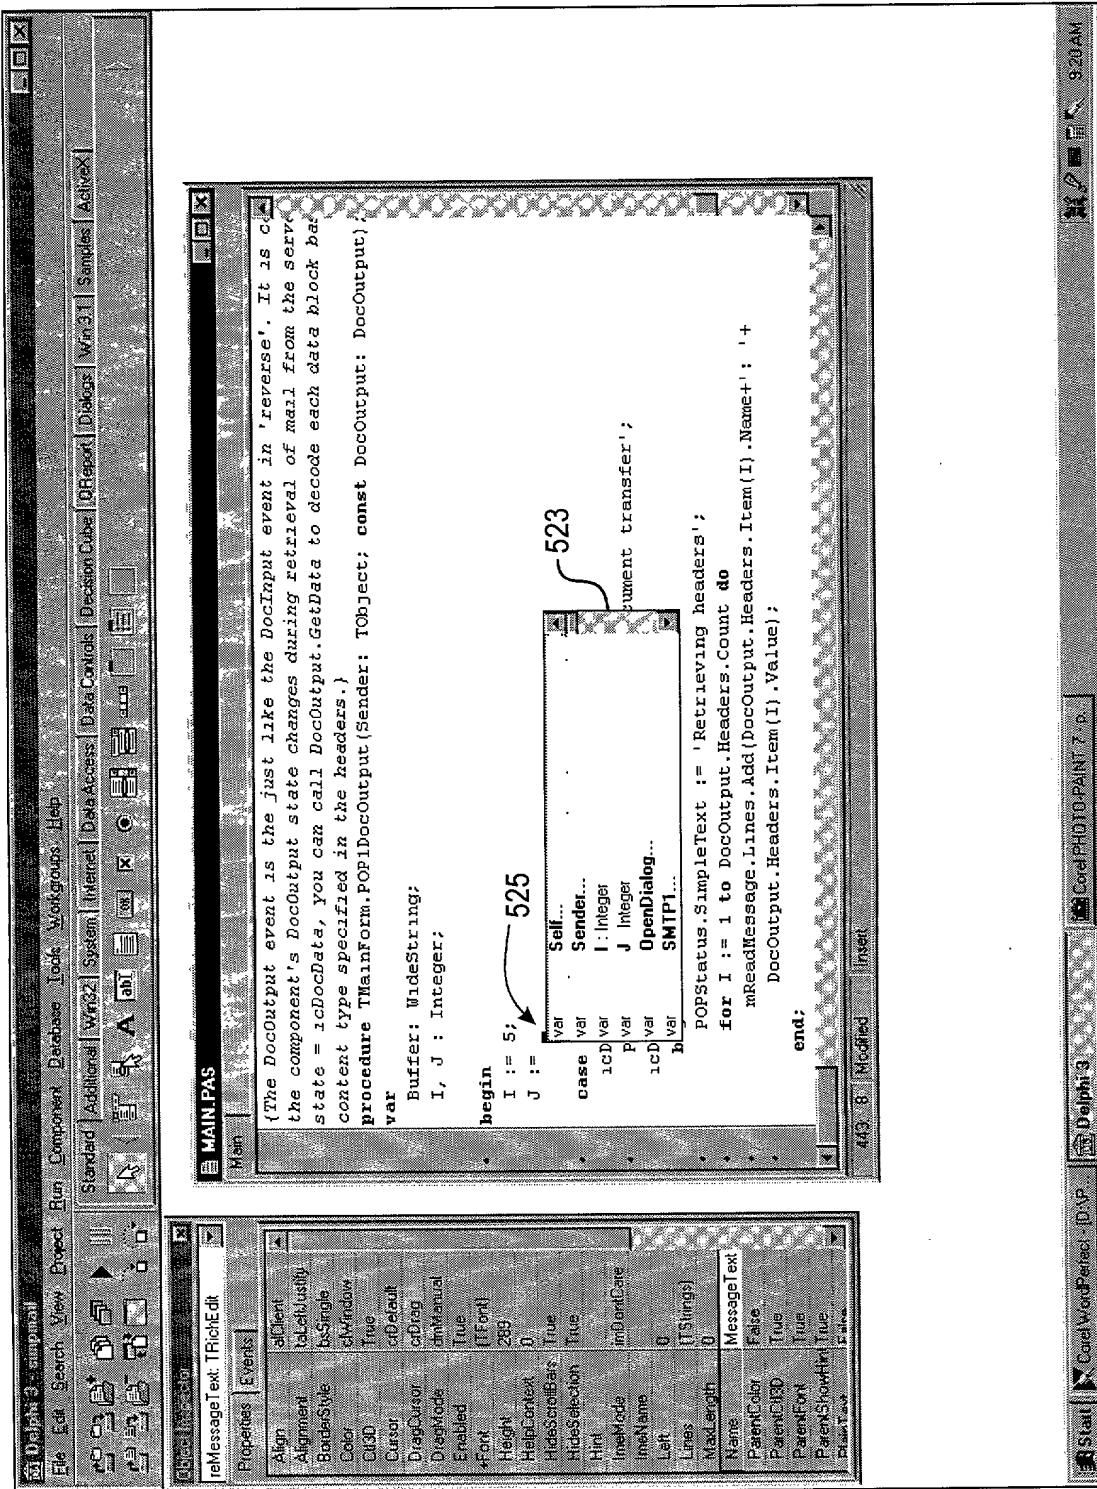 Delphi 3 - simpmail
File Edit Search View Project Run Component Database Tools Workgroups Help
Standard Additional Win32 System Internet Data Access Data Controls Decision Cube QReport Dialogs Win 3.1 Samples ActiveX
Object Inspector
reMessageText: TRichEdit
Properties Events
Align alClient
Alignment taLeftJustify
BorderStyle bsSingle
Color clWindow
Ctl3D True
Cursor crDefault
DragCursor crDrag
DragMode dmManual
Enabled True
+Font (TFont)
Height 289
HelpContext 0
HideScrollBars True
HideSelection True
Hint
ImeMode imDontCare
ImeName
Left 0
Lines (TStrings)
MaxLength 0
Name MessageText
ParentColor False
ParentCtl3D True
ParentFont True
ParentShowHint True
PlainText False
MAIN.PAS
Main
{The DocOutput event is the just like the DocInput event in 'reverse'. It is ca
the component's DocOutput state changes during retrieval of mail from the serve
state = icDocData, you can call DocOutput.GetData to decode each data block bas
content type specified in the headers.}
procedure TMainForm.POP1DocOutput(Sender: TObject; const DocOutput: DocOutput);
var
Buffer: WideString;
I, J : Integer;
begin
I := 5;
J :=
525
var Self...
case var Sender...
icD var I : Integer
P var J Integer
cument transfer';
icD var OpenDialog...
b var SMTP1...
523
POPStatus.SimpleText := 'Retrieving headers';
for I := 1 to DocOutput.Headers.Count do
mReadMessage.Lines.Add(DocOutput.Headers.Item(I).Name+': '+
DocOutput.Headers.Item(I).Value);
end;
443: 8 Modified Insert
Start Corel WordPerfect - [D:\P... Delphi 3 Corel PHOTO-PAINT 7 - p... 9:20 AM